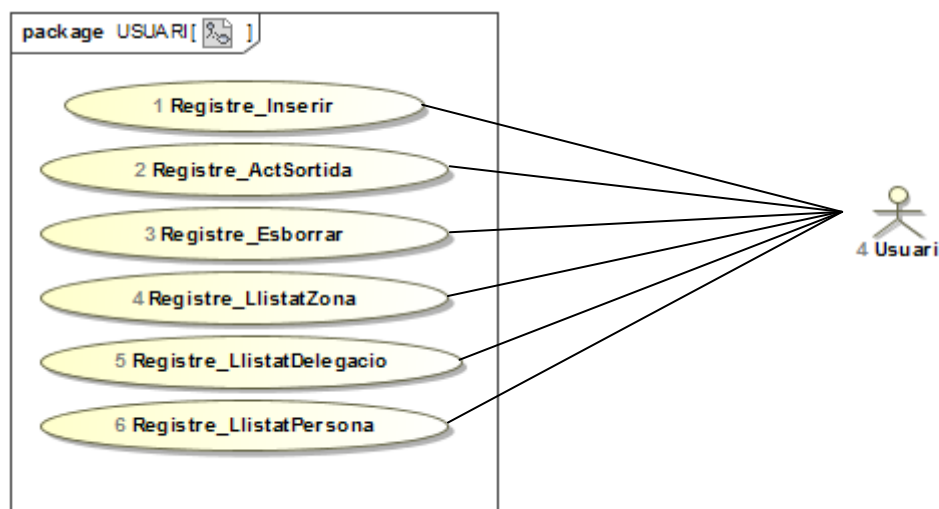 package USUARI[ ]
1 Registre_Inserir
2 Registre_ActSortida
3 Registre_Esborrar
4 Registre_LlistatZona
5 Registre_LlistatDelegacio
6 Registre_LlistatPersona
4 Usuari